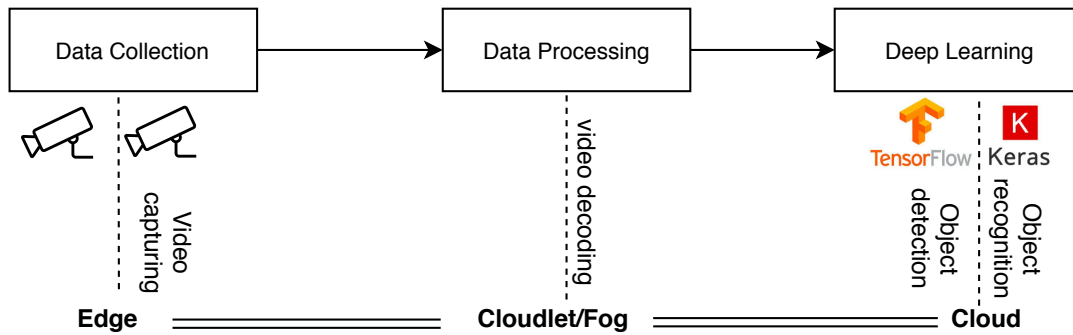 Data Collection
Data Processing
Deep Learning
TensorFlow
K
Keras
Video
capturing
video decoding
Object
detection
Object
recognition
Edge
Cloudlet/Fog
Cloud